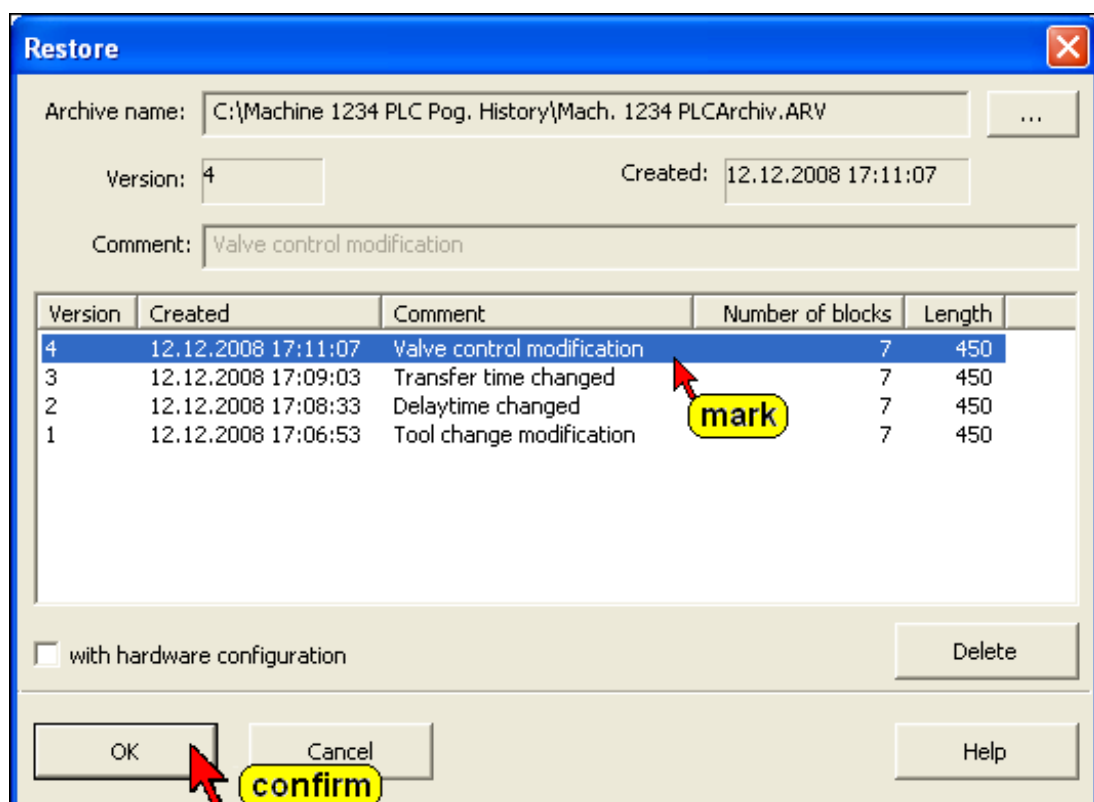 Restore
Archive name: C:\Machine 1234 PLC Pog. History\Mach. 1234 PLCArchiv.ARV ...
Version: 4 Created: 12.12.2008 17:11:07
Comment: Valve control modification
Version Created Comment Number of blocks Length
4 12.12.2008 17:11:07 Valve control modification 7 450
3 12.12.2008 17:09:03 Transfer time changed 7 450
2 12.12.2008 17:08:33 Delaytime changed 7 450
mark
1 12.12.2008 17:06:53 Tool change modification 7 450
with hardware configuration Delete
OK Cancel Help
confirm